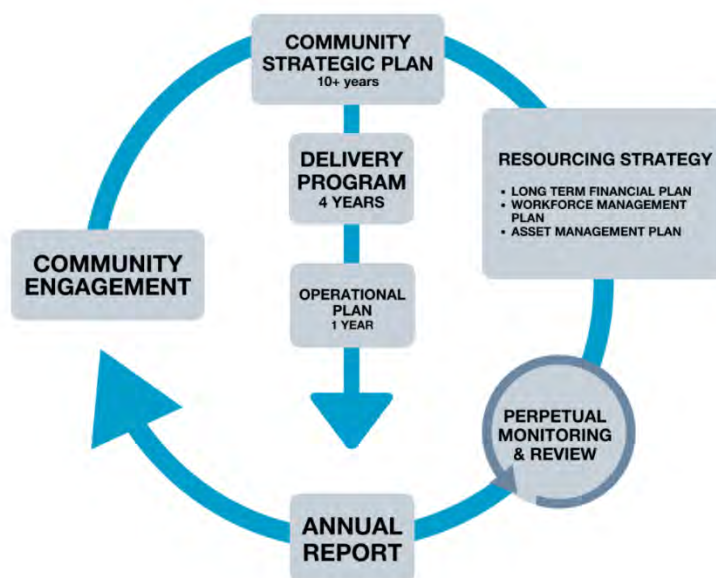 COMMUNITY
STRATEGIC PLAN
10+ years
DELIVERY
PROGRAM
4 YEARS
OPERATIONAL
PLAN
1 YEAR
RESOURCING STRATEGY
• LONG TERM FINANCIAL PLAN
• WORKFORCE MANAGEMENT
PLAN
• ASSET MANAGEMENT PLAN
COMMUNITY
ENGAGEMENT
PERPETUAL
MONITORING
& REVIEW
ANNUAL
REPORT